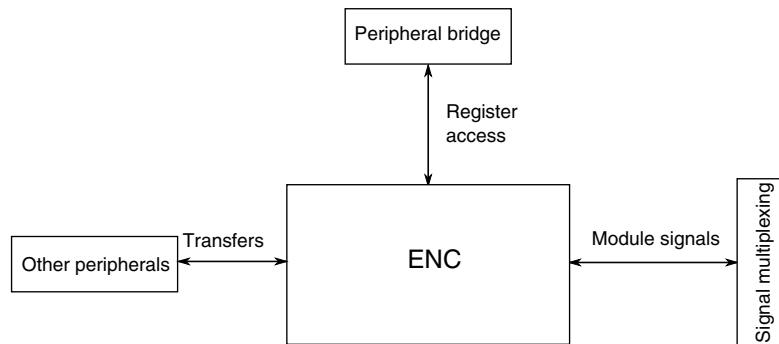 Peripheral bridge
Register
access
Transfers
Other peripherals
ENC
Module signals
Signal multiplexing